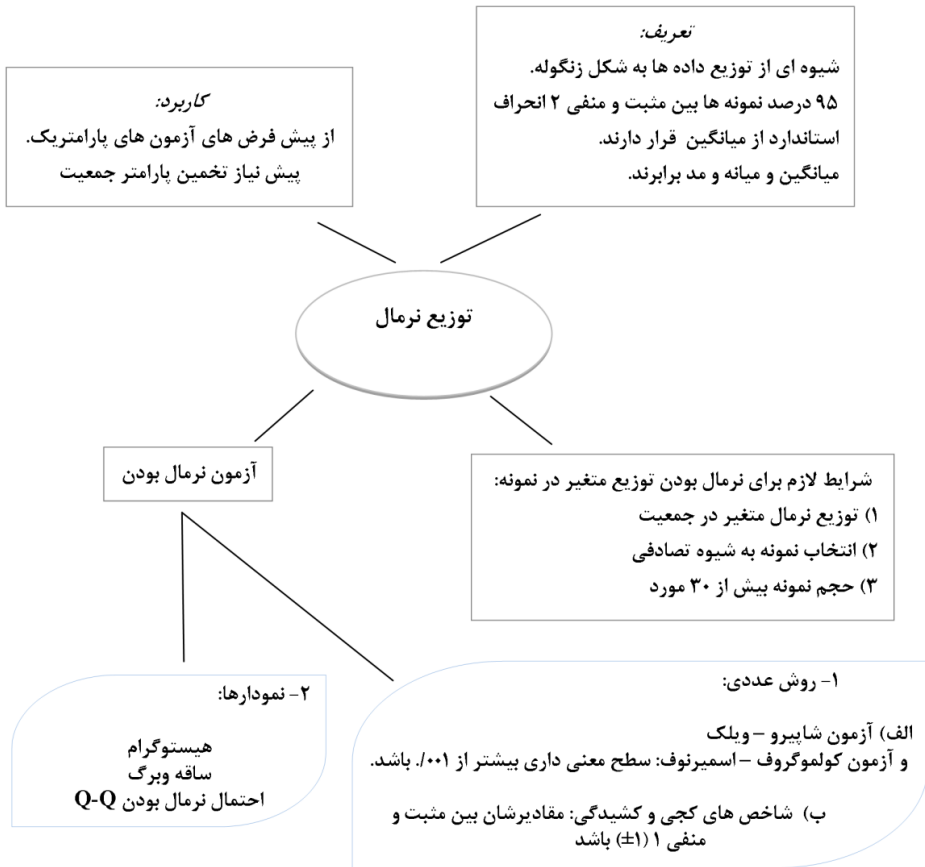 تعریف:
شیوه ای از توزیع داده ها به شکل زنگوله.
۹۵ درصد نمونه ها بین مثبت و منفی ۲ انحراف
استاندارد از میانگین قرار دارند.
میانگین و میانه و مد برابرند.
کاربرد:
از پیش فرض های آزمون های پارامتریک.
پیش نیاز تخمین پارامتر جمعیت
توزیع نرمال
آزمون نرمال بودن
شرایط لازم برای نرمال بودن توزیع متغیر در نمونه:
۱) توزیع نرمال متغیر در جمعیت
۲) انتخاب نمونه به شیوه تصادفی
۳) حجم نمونه بیش از ۳۰ مورد
۱- روش عددی:
الف) آزمون شاپیرو – ویلک
و آزمون کولموگروف – اسمیرنوف: سطح معنی داری بیشتر از ۰۰۱/. باشد.
ب) شاخص های کجی و کشیدگی: مقادیرشان بین مثبت و
منفی ۱ (±۱) باشد
۲- نمودارها:
هیستوگرام
ساقه وبرگ
احتمال نرمال بودن Q-Q